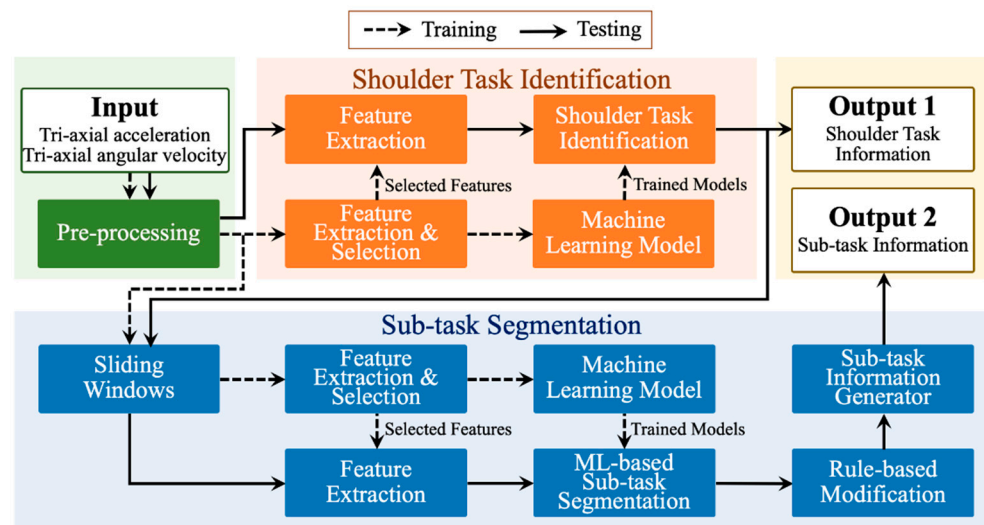 Training
Testing
Shoulder Task Identification
Input
Tri-axial acceleration
Tri-axial angular velocity
Feature
Extraction
Shoulder Task
Identification
Output 1
Shoulder Task
Information
Selected Features
Trained Models
Pre-processing
Feature
Extraction &
Selection
Machine
Learning Model
Output 2
Sub-task Information
Sub-task Segmentation
Sliding
Windows
Feature
Extraction &
Selection
Machine
Learning Model
Sub-task
Information
Generator
Selected Features
Trained Models
Feature
Extraction
ML-based
Sub-task
Segmentation
Rule-based
Modification